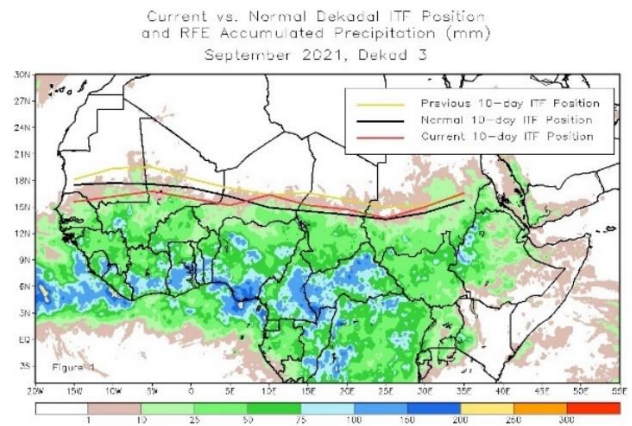 Current vs. Normal Dekadal ITF Position
and RFE Accumulated Precipitation (mm)
September 2021, Dekad 3
Previous 10-day ITF Position
Normal 10-day ITF Position
Current 10-day ITF Position
30N
27N
24N
21N
18N
15N
12N
9N
6N
3N
EQ
3S
Figure 1
20W 15W 10W 5W 0 5E 10E 15E 20E 25E 30E 35E 40E 45E 50E 55E
1 10 25 50 75 100 150 200 250 300